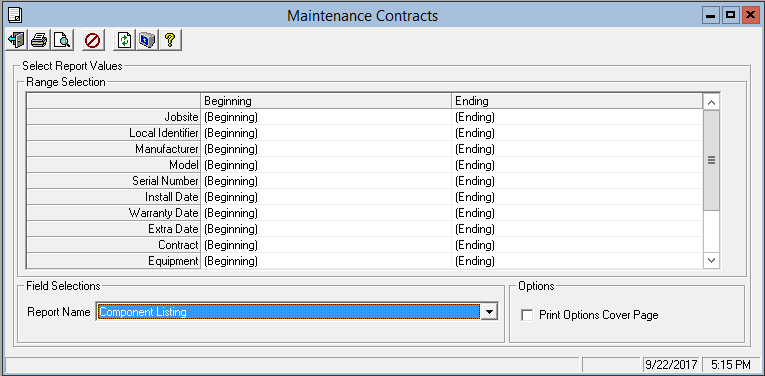 Maintenance Contracts
Select Report Values
Range Selection
Beginning Ending
Jobsite (Beginning) (Ending)
Local Identifier (Beginning) (Ending)
Manufacturer (Beginning) (Ending)
Model (Beginning) (Ending)
Serial Number (Beginning) (Ending)
Install Date (Beginning) (Ending)
Warranty Date (Beginning) (Ending)
Extra Date (Beginning) (Ending)
Contract (Beginning) (Ending)
Equipment (Beginning) (Ending)
Field Selections Options
Report Name Component Listing Print Options Cover Page
9/22/2017 5:15 PM